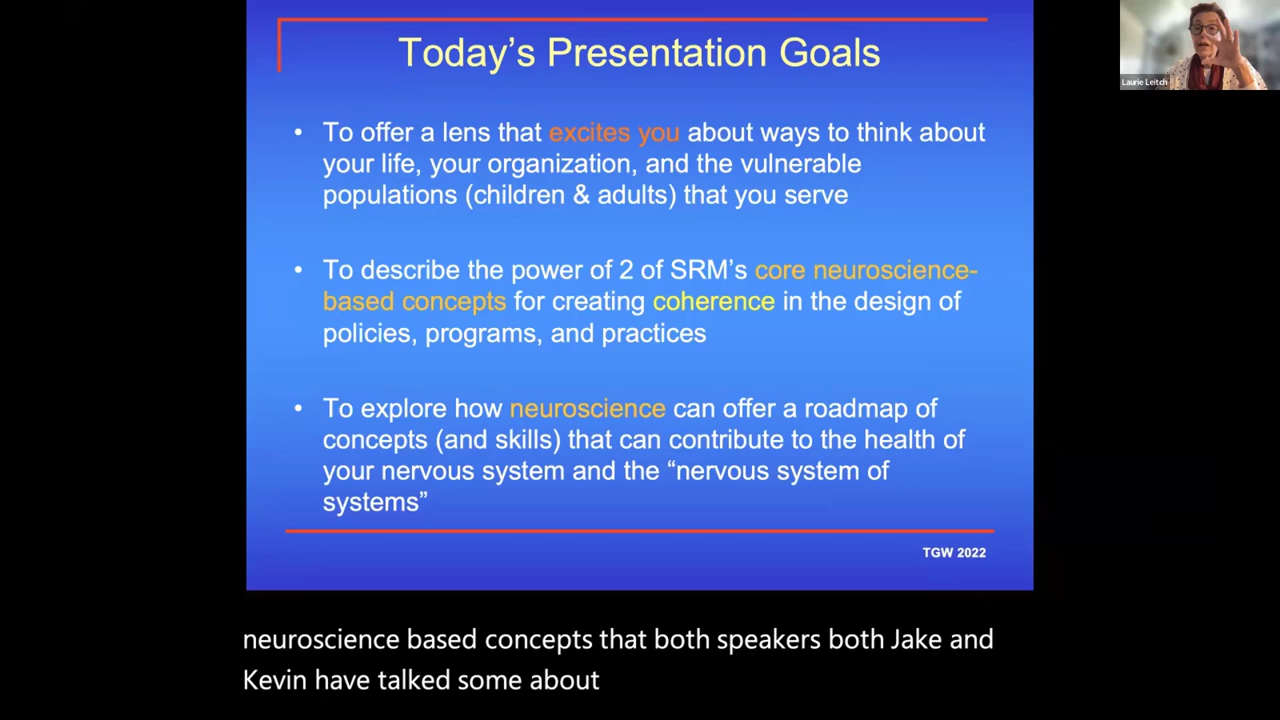 Today’s Presentation Goals
Laurie Leitch
• To offer a lens that excites you about ways to think about
your life, your organization, and the vulnerable
populations (children & adults) that you serve
• To describe the power of 2 of SRM’s core neuroscience-
based concepts for creating coherence in the design of
policies, programs, and practices
• To explore how neuroscience can offer a roadmap of
concepts (and skills) that can contribute to the health of
your nervous system and the “nervous system of
systems”
TGW 2022
neuroscience based concepts that both speakers both Jake and
Kevin have talked some about